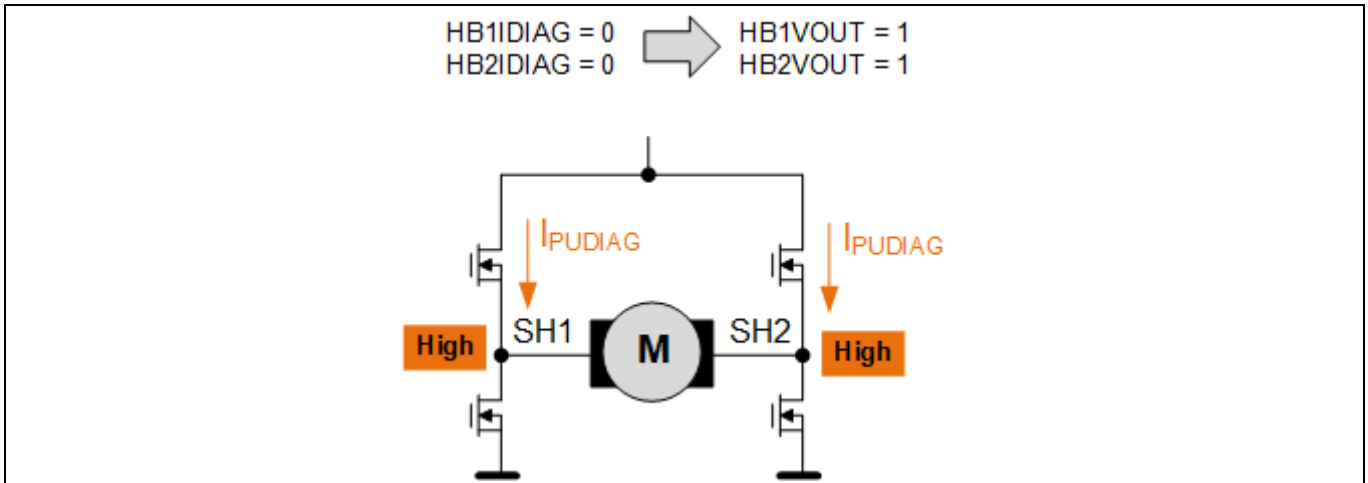 HB1IDIAG = 0 HB1VOUT = 1
HB2IDIAG = 0 HB2VOUT = 1
IPUDIAG IPUDIAG
High SH1 M SH2 High